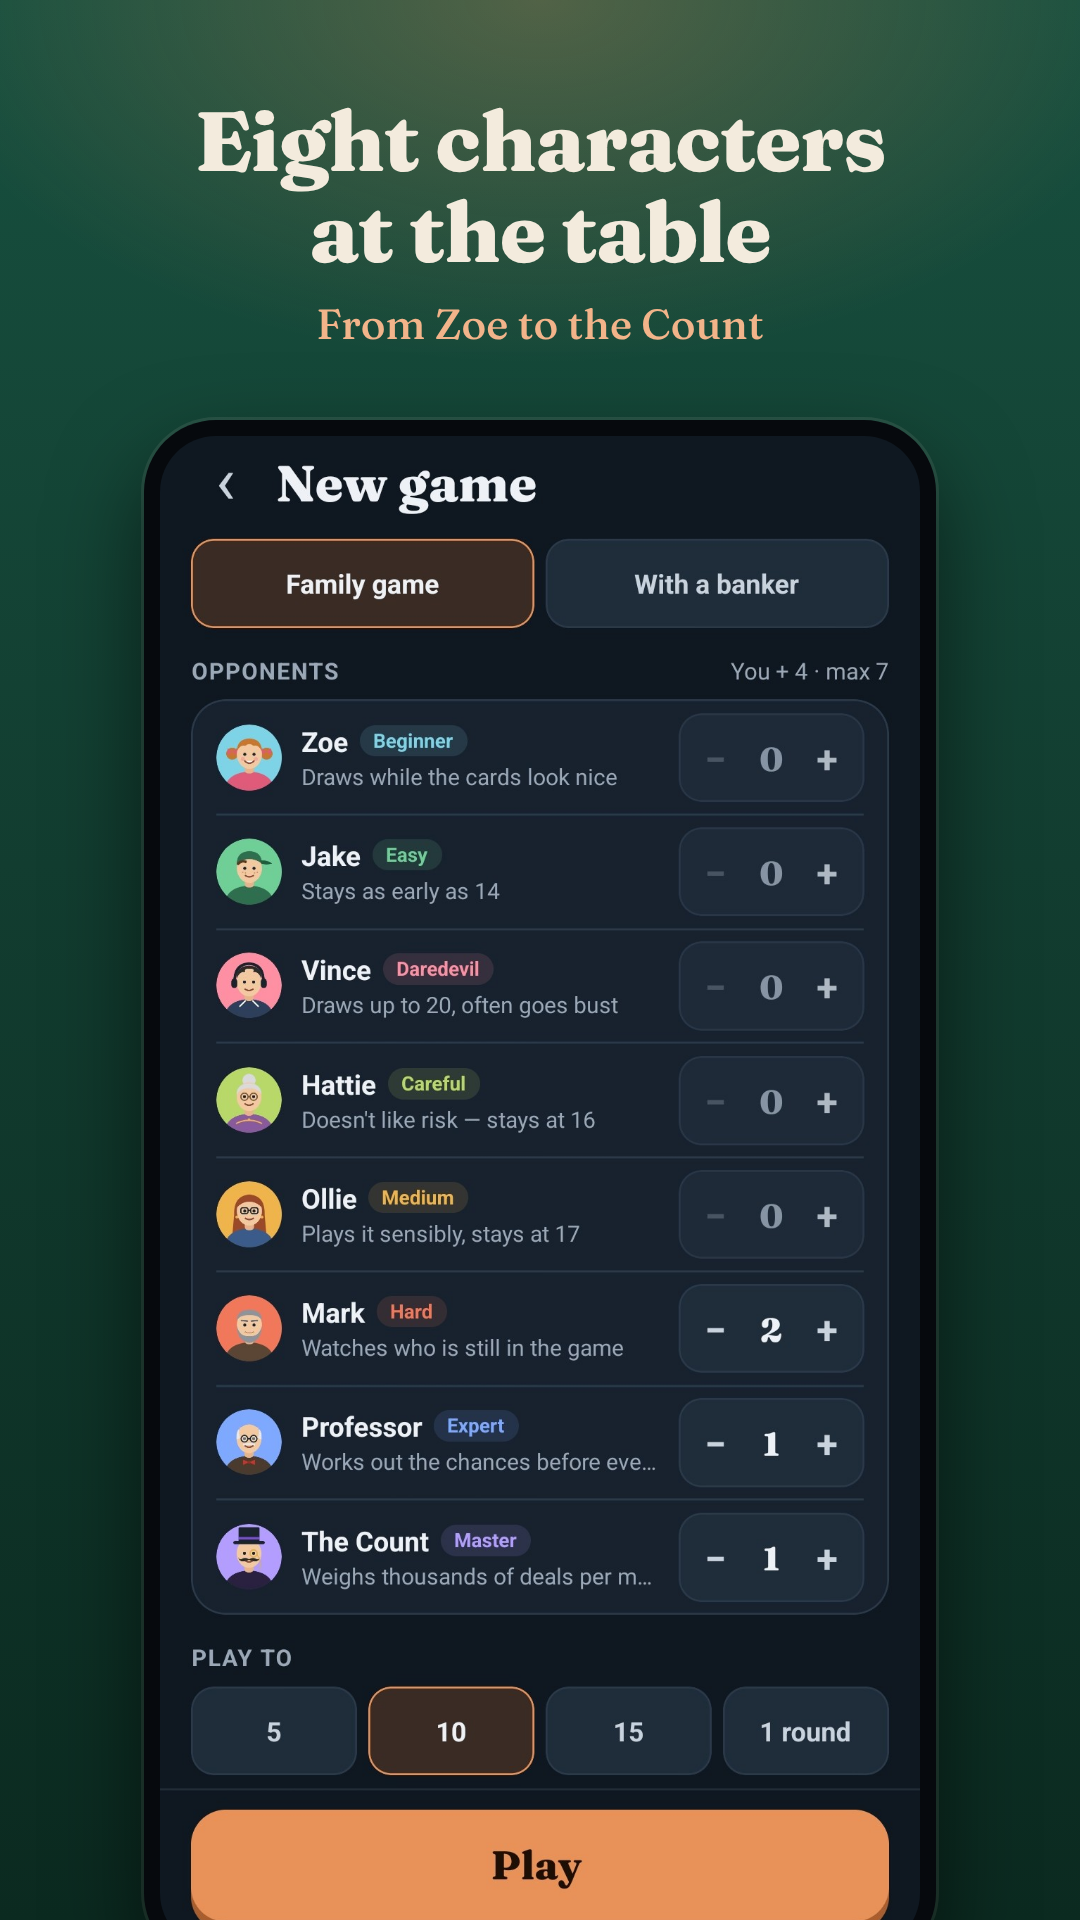 Eight characters
at the table
From Zoe to the Count
New game
Family game
With a banker
OPPONENTS
You + 4 · max 7
Zoe Beginner
Draws while the cards look nice
− 0 +
Jake Easy
Stays as early as 14
− 0 +
Vince Daredevil
Draws up to 20, often goes bust
− 0 +
Hattie Careful
Doesn't like risk — stays at 16
− 0 +
Ollie Medium
Plays it sensibly, stays at 17
− 0 +
Mark Hard
Watches who is still in the game
− 2 +
Professor Expert
Works out the chances before eve...
− 1 +
The Count Master
Weighs thousands of deals per m...
− 1 +
PLAY TO
5
10
15
1 round
Play